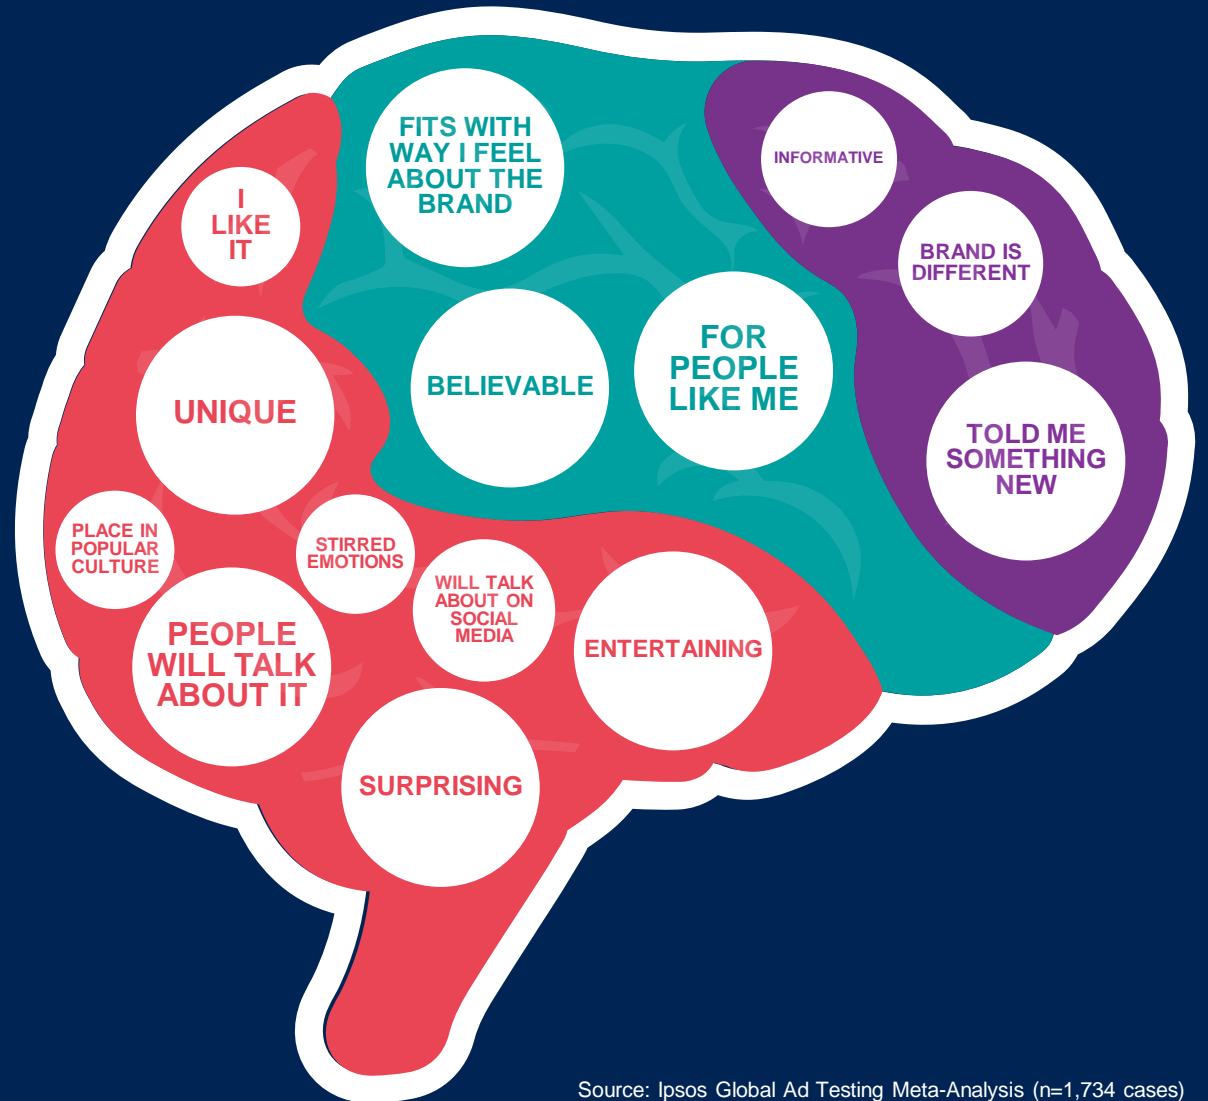 FITS WITH
WAY I FEEL
ABOUT THE
BRAND
INFORMATIVE
I
LIKE
IT
BRAND IS
DIFFERENT
UNIQUE
BELIEVABLE
FOR
PEOPLE
LIKE ME
TOLD ME
SOMETHING
NEW
PLACE IN
POPULAR
CULTURE
STIRRED
EMOTIONS
WILL TALK
ABOUT ON
SOCIAL
MEDIA
PEOPLE
WILL TALK
ABOUT IT
ENTERTAINING
SURPRISING
Source: Ipsos Global Ad Testing Meta-Analysis (n=1,734 cases)